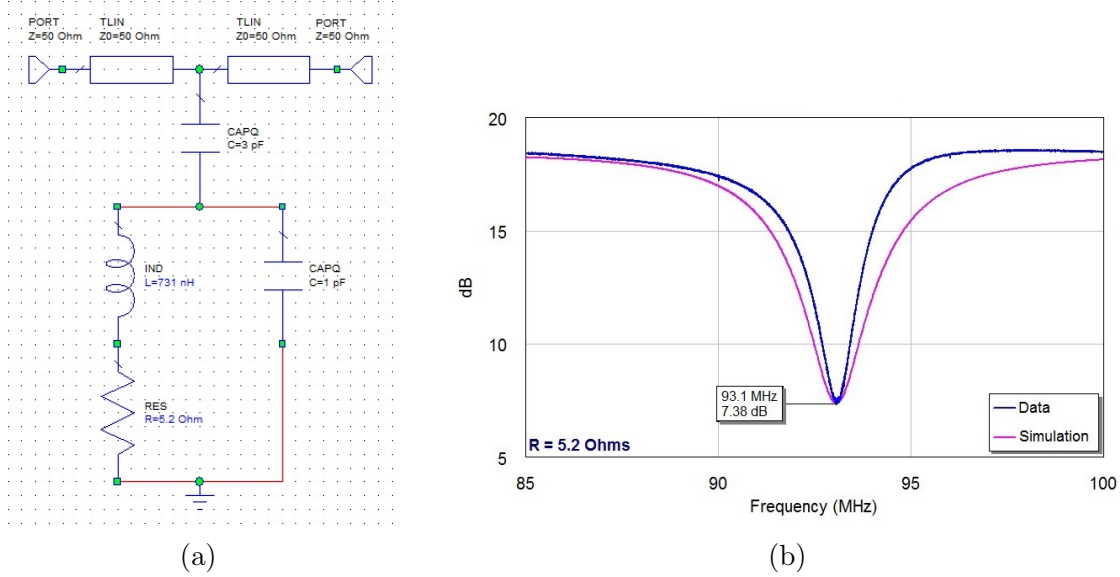 PORT
Z=50 Ohm
TLIN
Z0=50 Ohm
TLIN
Z0=50 Ohm
PORT
Z=50 Ohm
CAPQ
C=3 pF
IND
L=731 nH
CAPQ
C=1 pF
RES
R=5.2 Ohm
(a)
20
15
10
5
dB
93.1 MHz
7.38 dB
R = 5.2 Ohms
Data
Simulation
85
90
95
100
Frequency (MHz)
(b)